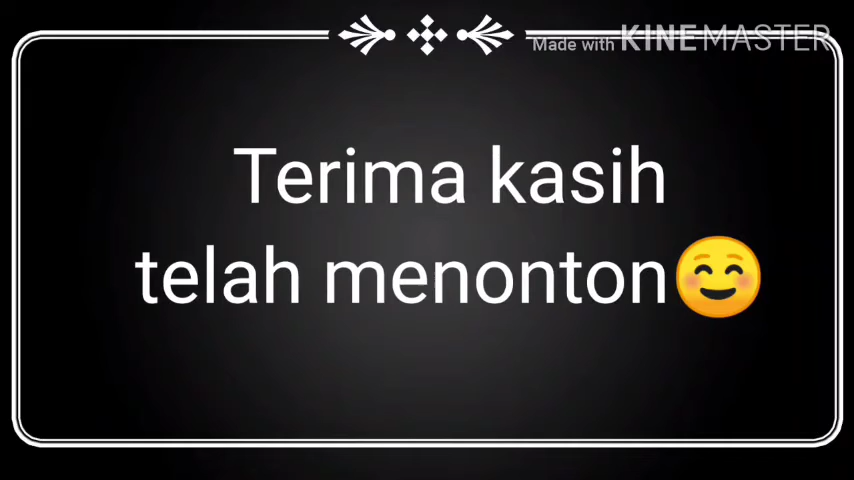 Made with KINEMASTER
Terima kasih
telah menonton☺️